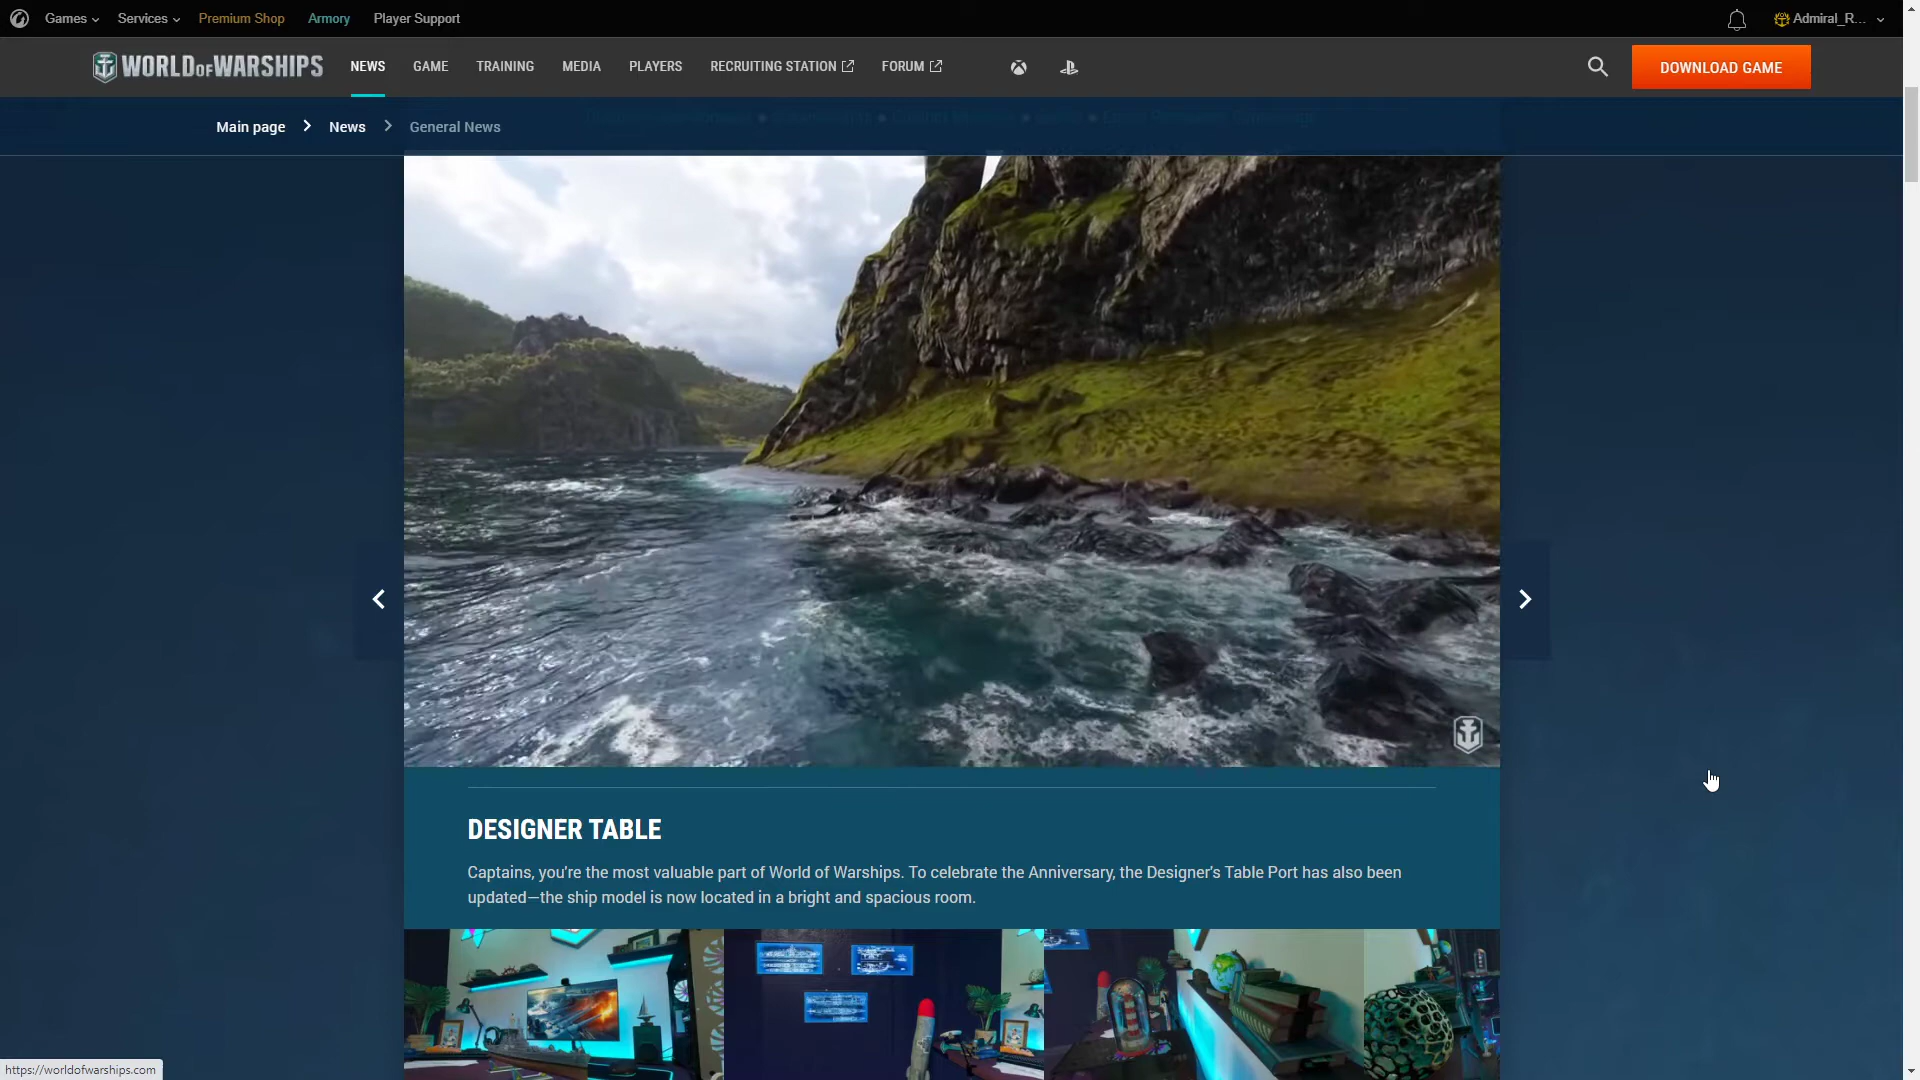 Games Services Premium Shop Armory Player Support Admiral_R...
WORLD OF WARSHIPS NEWS GAME TRAINING MEDIA PLAYERS RECRUITING STATION FORUM DOWNLOAD GAME
Main page News General News
DESIGNER TABLE
Captains, you're the most valuable part of World of Warships. To celebrate the Anniversary, the Designer's Table Port has also been
updated—the ship model is now located in a bright and spacious room.
https://worldofwarships.com